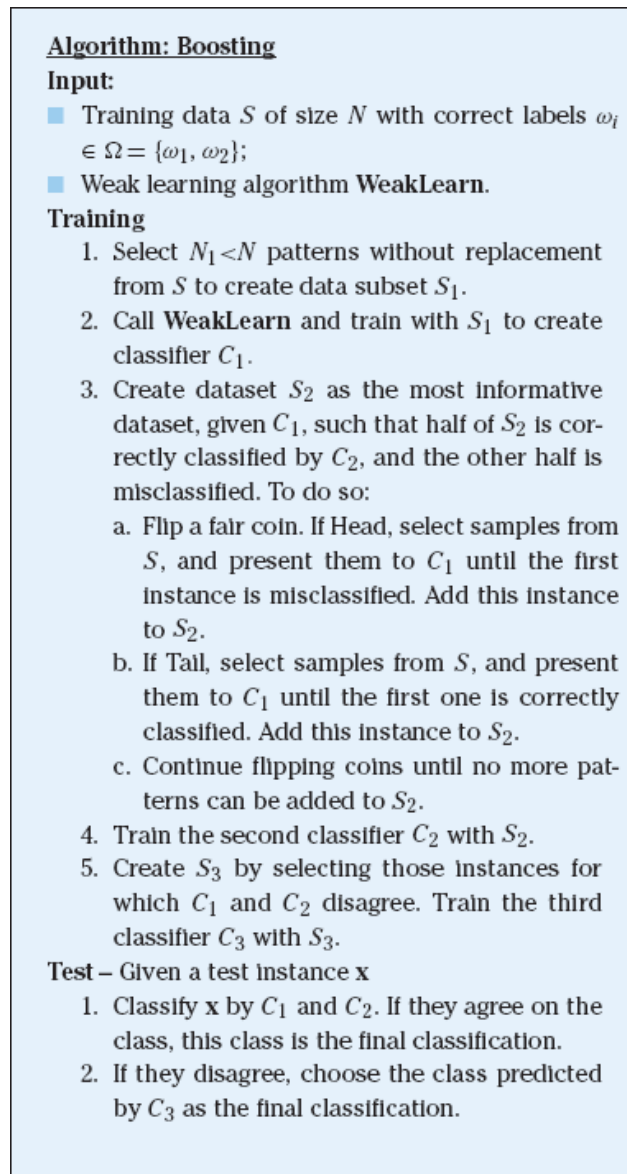 Algorithm: Boosting
Input:
■ Training data S of size N with correct labels ωᵢ
∈ Ω = {ω₁, ω₂};
■ Weak learning algorithm WeakLearn.
Training
1. Select N₁<N patterns without replacement
from S to create data subset S₁.
2. Call WeakLearn and train with S₁ to create
classifier C₁.
3. Create dataset S₂ as the most informative
dataset, given C₁, such that half of S₂ is cor-
rectly classified by C₂, and the other half is
misclassified. To do so:
a. Flip a fair coin. If Head, select samples from
S, and present them to C₁ until the first
instance is misclassified. Add this instance
to S₂.
b. If Tail, select samples from S, and present
them to C₁ until the first one is correctly
classified. Add this instance to S₂.
c. Continue flipping coins until no more pat-
terns can be added to S₂.
4. Train the second classifier C₂ with S₂.
5. Create S₃ by selecting those instances for
which C₁ and C₂ disagree. Train the third
classifier C₃ with S₃.
Test – Given a test instance x
1. Classify x by C₁ and C₂. If they agree on the
class, this class is the final classification.
2. If they disagree, choose the class predicted
by C₃ as the final classification.